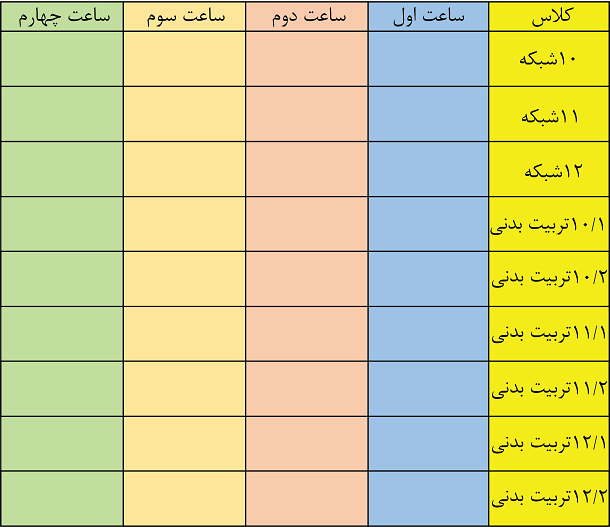 کلاس ساعت اول ساعت دوم ساعت سوم ساعت چهارم
۱۰شبکه
۱۱شبکه
۱۲شبکه
۱۰/۱تربیت بدنی
۱۰/۲تربیت بدنی
۱۱/۱تربیت بدنی
۱۱/۲تربیت بدنی
۱۲/۱تربیت بدنی
۱۲/۲تربیت بدنی